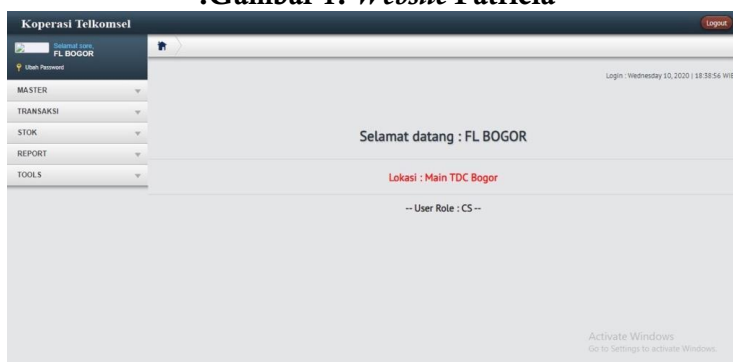 :Gambar 1. Website Patricia
Koperasi Telkomsel
Logout
Selamat sore,
FL BOGOR
Ubah Password
Login : Wednesday 10, 2020 | 18:38:56 WIB
MASTER
TRANSAKSI
STOK
REPORT
TOOLS
Selamat datang : FL BOGOR
Lokasi : Main TDC Bogor
-- User Role : CS --
Activate Windows
Go to Settings to activate Windows.